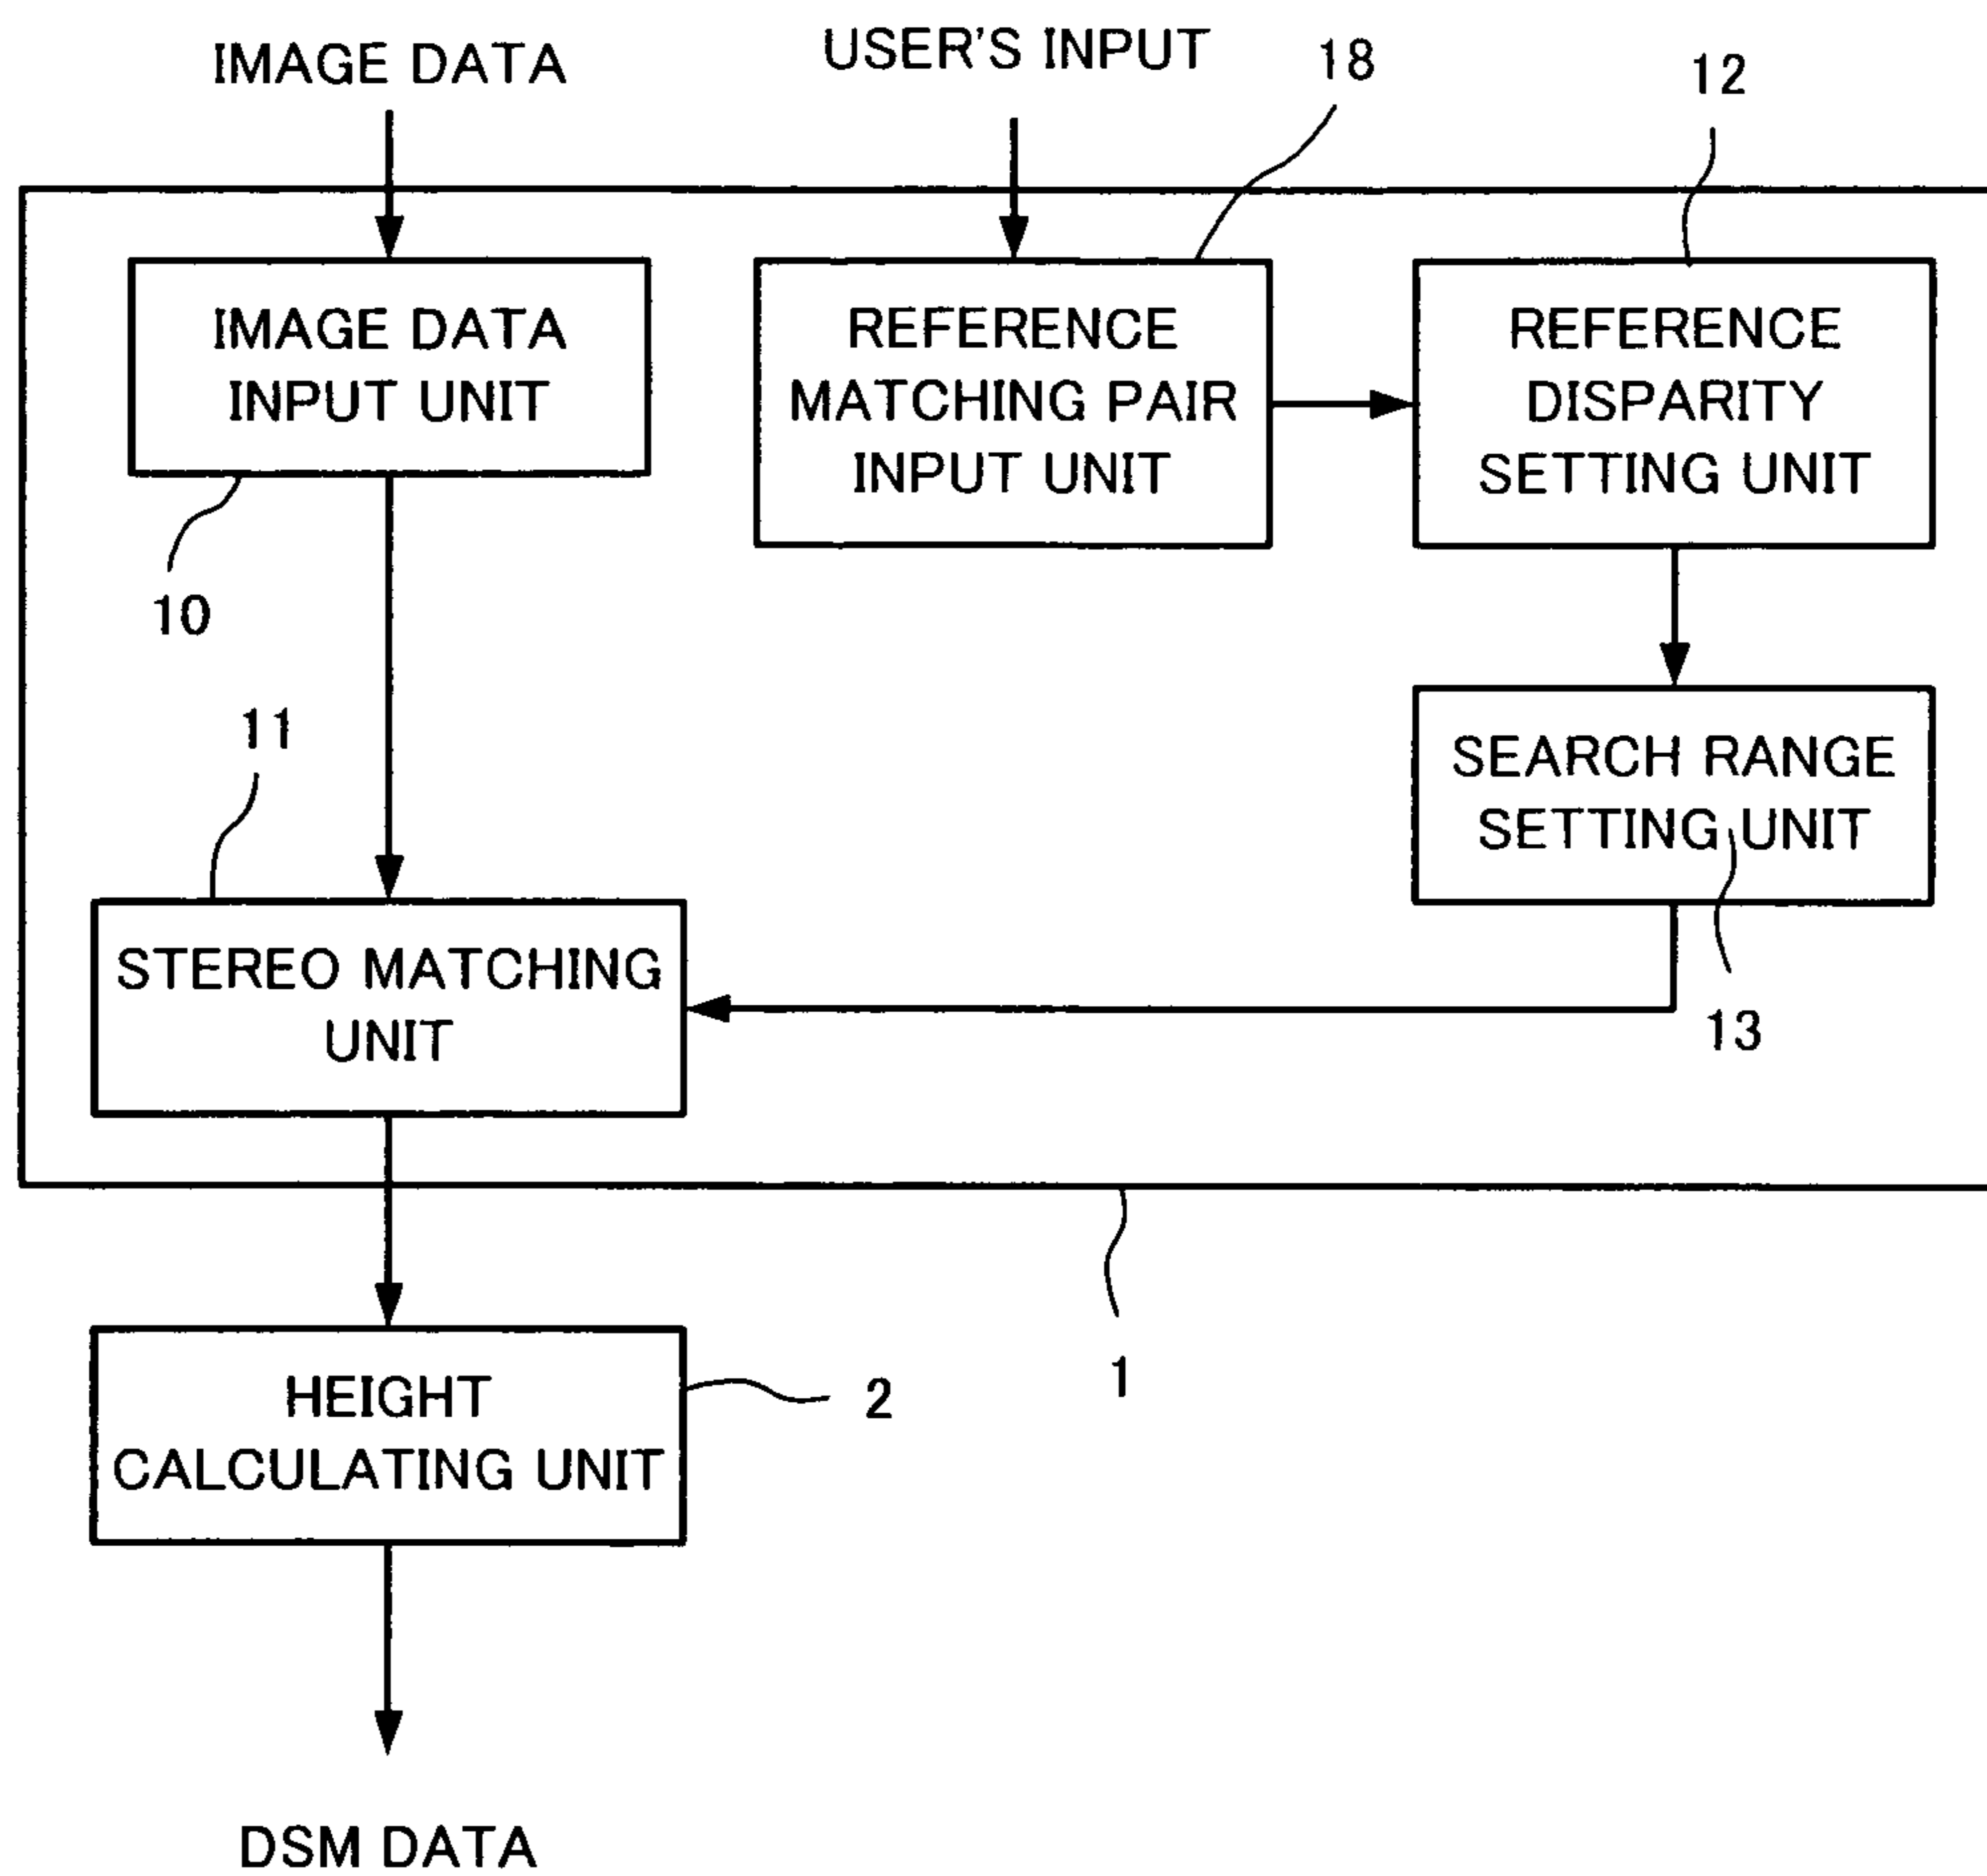 IMAGE DATA
USER'S INPUT
18
12
IMAGE DATA
INPUT UNIT
REFERENCE
MATCHING PAIR
INPUT UNIT
REFERENCE
DISPARITY
SETTING UNIT
10
11
SEARCH RANGE
SETTING UNIT
STEREO MATCHING
UNIT
13
1
HEIGHT
CALCULATING UNIT
2
DSM DATA